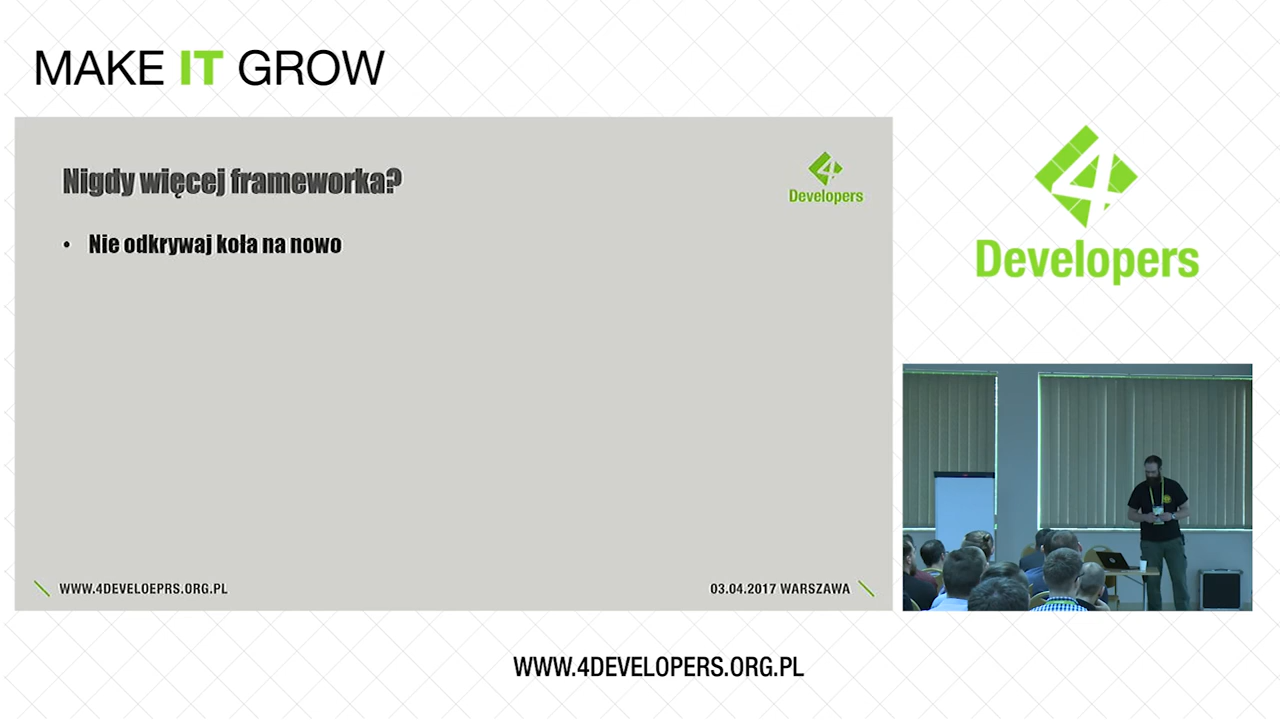 MAKE IT GROW
Nigdy więcej frameworka?
4
Developers
• Nie odkrywaj koła na nowo
WWW.4DEVELOEPRS.ORG.PL
03.04.2017 WARSZAWA
4
Developers
WWW.4DEVELOPERS.ORG.PL